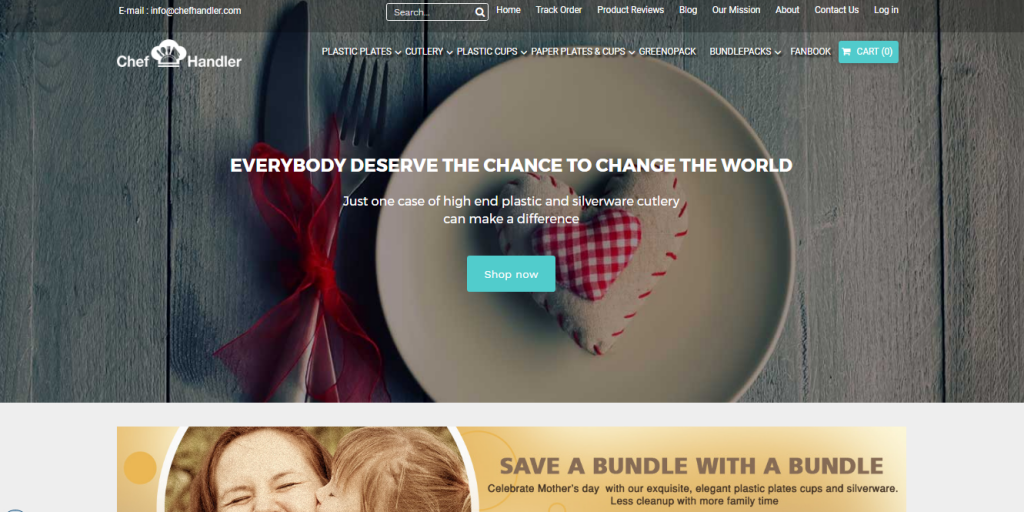 E-mail : info@chefhandler.com
Search...
Home Track Order Product Reviews Blog Our Mission About Contact Us Log in
Chef Handler
PLASTIC PLATES CUTLERY PLASTIC CUPS PAPER PLATES & CUPS GREENOPACK BUNDLEPACKS FANBOOK CART (0)
EVERYBODY DESERVE THE CHANCE TO CHANGE THE WORLD
Just one case of high end plastic and silverware cutlery
can make a difference
Shop now
SAVE A BUNDLE WITH A BUNDLE
Celebrate Mother's day with our exquisite, elegant plastic plates cups and silverware.
Less cleanup with more family time